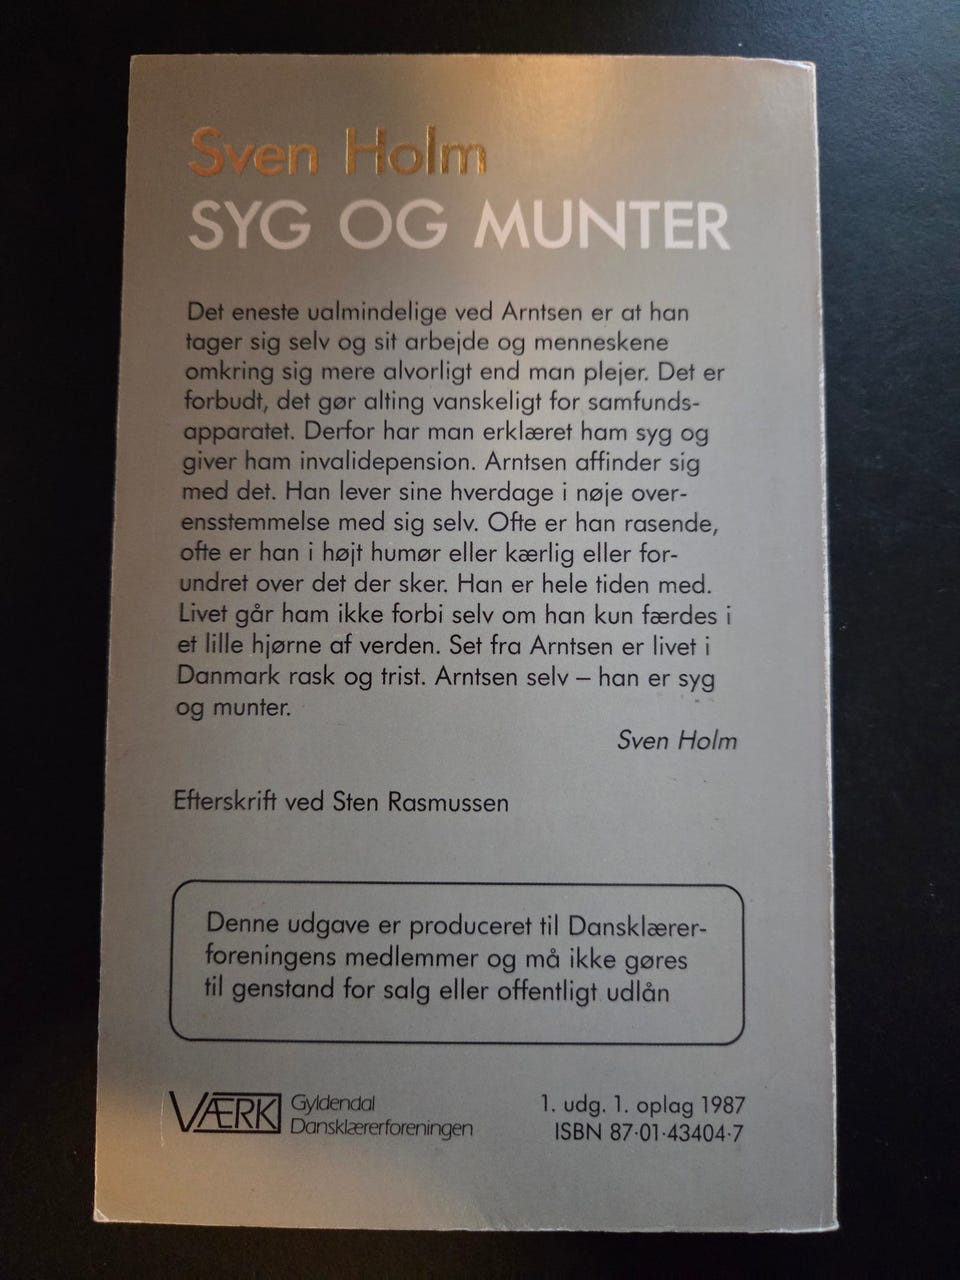 Sven Holm
SYG OG MUNTER
Det eneste ualmindelige ved Arntsen er at han
tager sig selv og sit arbejde og menneskene
omkring sig mere alvorligt end man plejer. Det er
forbudt, det gør alting vanskeligt for samfunds-
apparatet. Derfor har man erklæret ham syg og
giver ham invalidepension. Arntsen affinder sig
med det. Han lever sine hverdage i nøje over-
ensstemmelse med sig selv. Ofte er han rasende,
ofte er han i højt humør eller kærlig eller for-
undret over det der sker. Han er hele tiden med.
Livet går ham ikke forbi selv om han kun færdes i
et lille hjørne af verden. Set fra Arntsen er livet i
Danmark rask og trist. Arntsen selv – han er syg
og munter.
Sven Holm
Efterskrift ved Sten Rasmussen
Denne udgave er produceret til Dansklærer-
foreningens medlemmer og må ikke gøres
til genstand for salg eller offentligt udlån
VÆRK Gyldendal
Dansklærerforeningen
1. udg. 1. oplag 1987
ISBN 87-01-43404-7